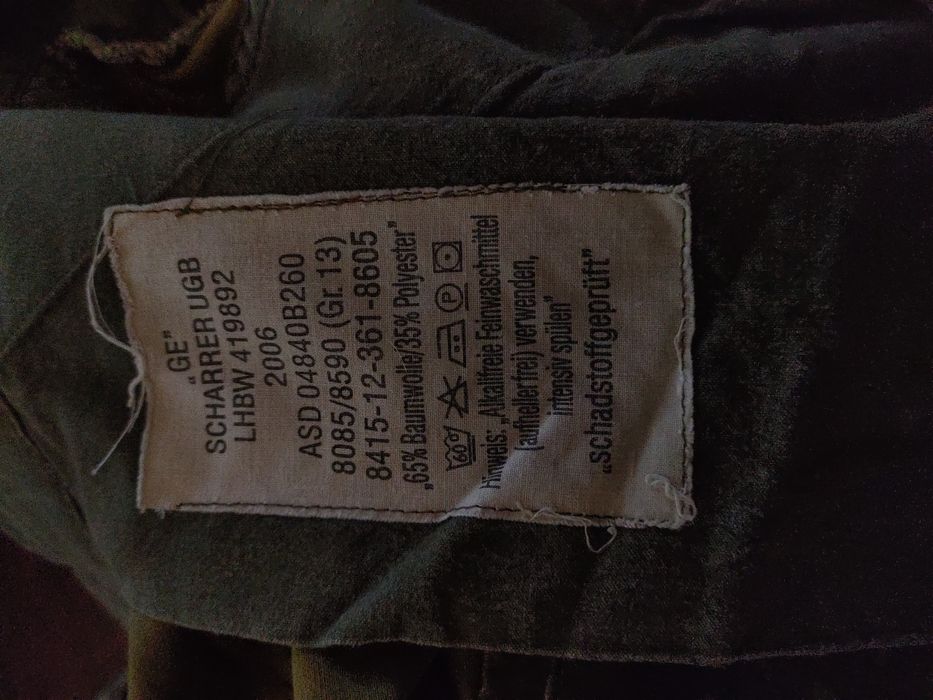 "GE"
SCHARRER UGB
LHBW 419892
2006
ASD 04840B260
8085/8590 (Gr. 13)
8415-12-361-8605
„65% Baumwolle/35% Polyester"
60
P
Hinweis: „Alkalifreie Feinwaschmittel
(aufhellerfrei) verwenden,
intensiv spülen"
„schadstoffgeprüft"